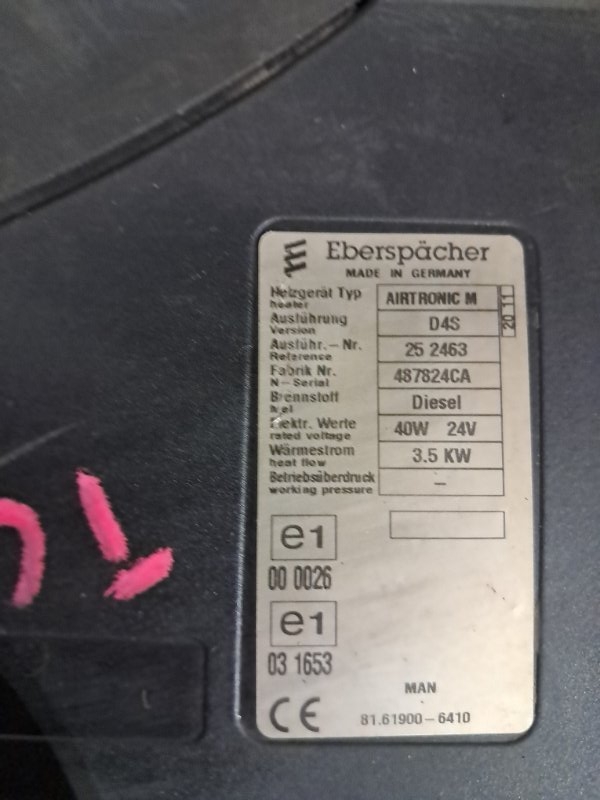 Eberspächer
MADE IN GERMANY
Heizgerät Typ AIRTRONIC M
heater
Ausführung D4S
Version
20 11
Ausführ.-Nr. 25 2463
Reference
Fabrik Nr. 487824CA
N-Serial
Brennstoff Diesel
fuel
Elektr. Werte 40W 24V
rated voltage
Wärmestrom 3.5 KW
heat flow
Betriebsüberdruck –
working pressure
e1
00 0026
e1
03 1653
MAN
CE 81.61900-6410